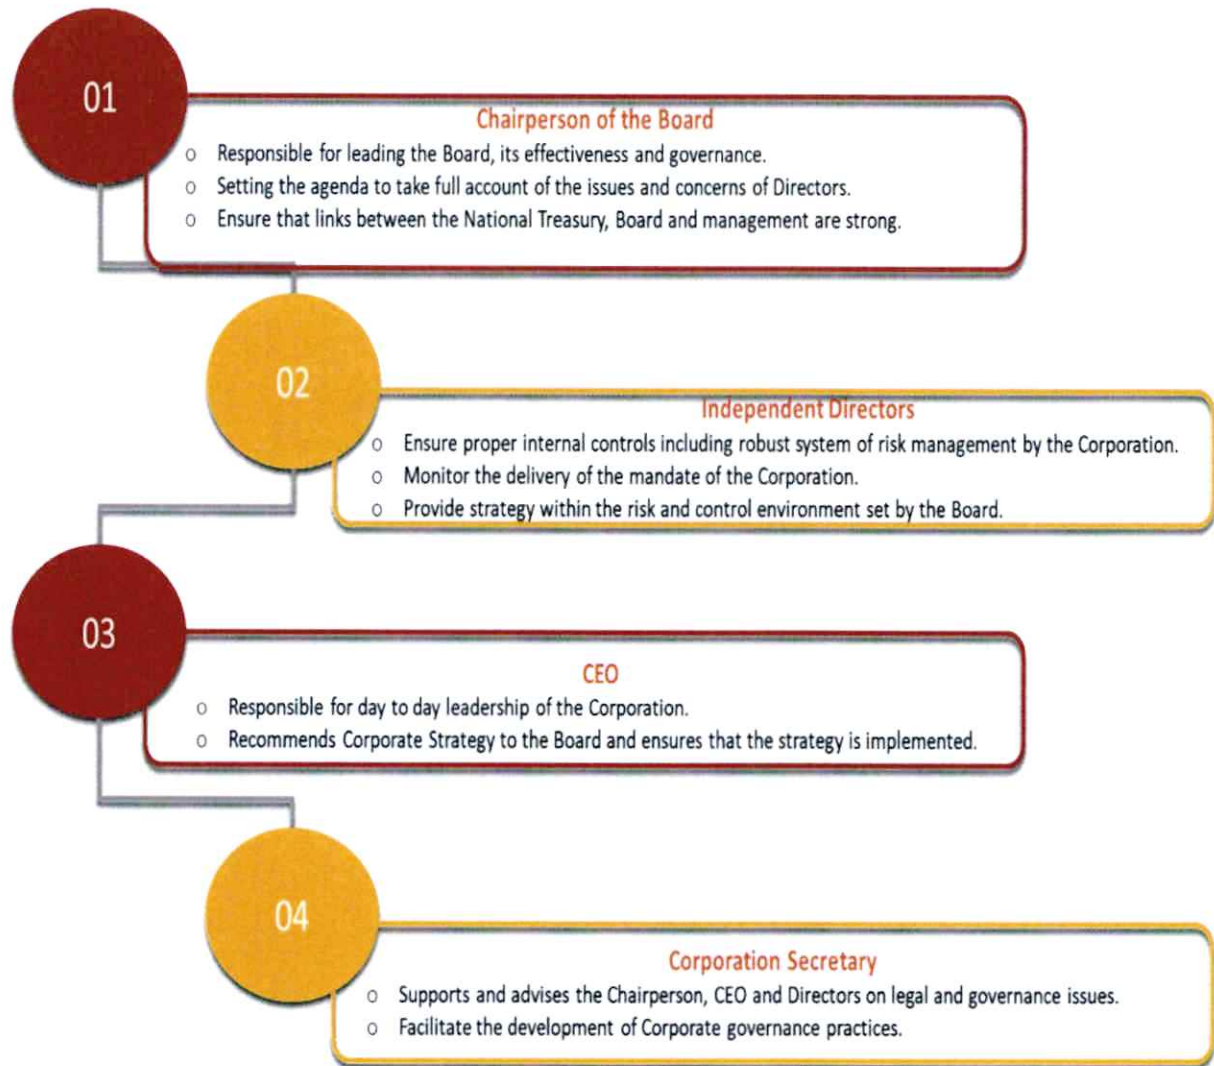 01
Chairperson of the Board
o Responsible for leading the Board, its effectiveness and governance.
o Setting the agenda to take full account of the issues and concerns of Directors.
o Ensure that links between the National Treasury, Board and management are strong.
02
Independent Directors
o Ensure proper internal controls including robust system of risk management by the Corporation.
o Monitor the delivery of the mandate of the Corporation.
o Provide strategy within the risk and control environment set by the Board.
03
CEO
o Responsible for day to day leadership of the Corporation.
o Recommends Corporate Strategy to the Board and ensures that the strategy is implemented.
04
Corporation Secretary
o Supports and advises the Chairperson, CEO and Directors on legal and governance issues.
o Facilitate the development of Corporate governance practices.